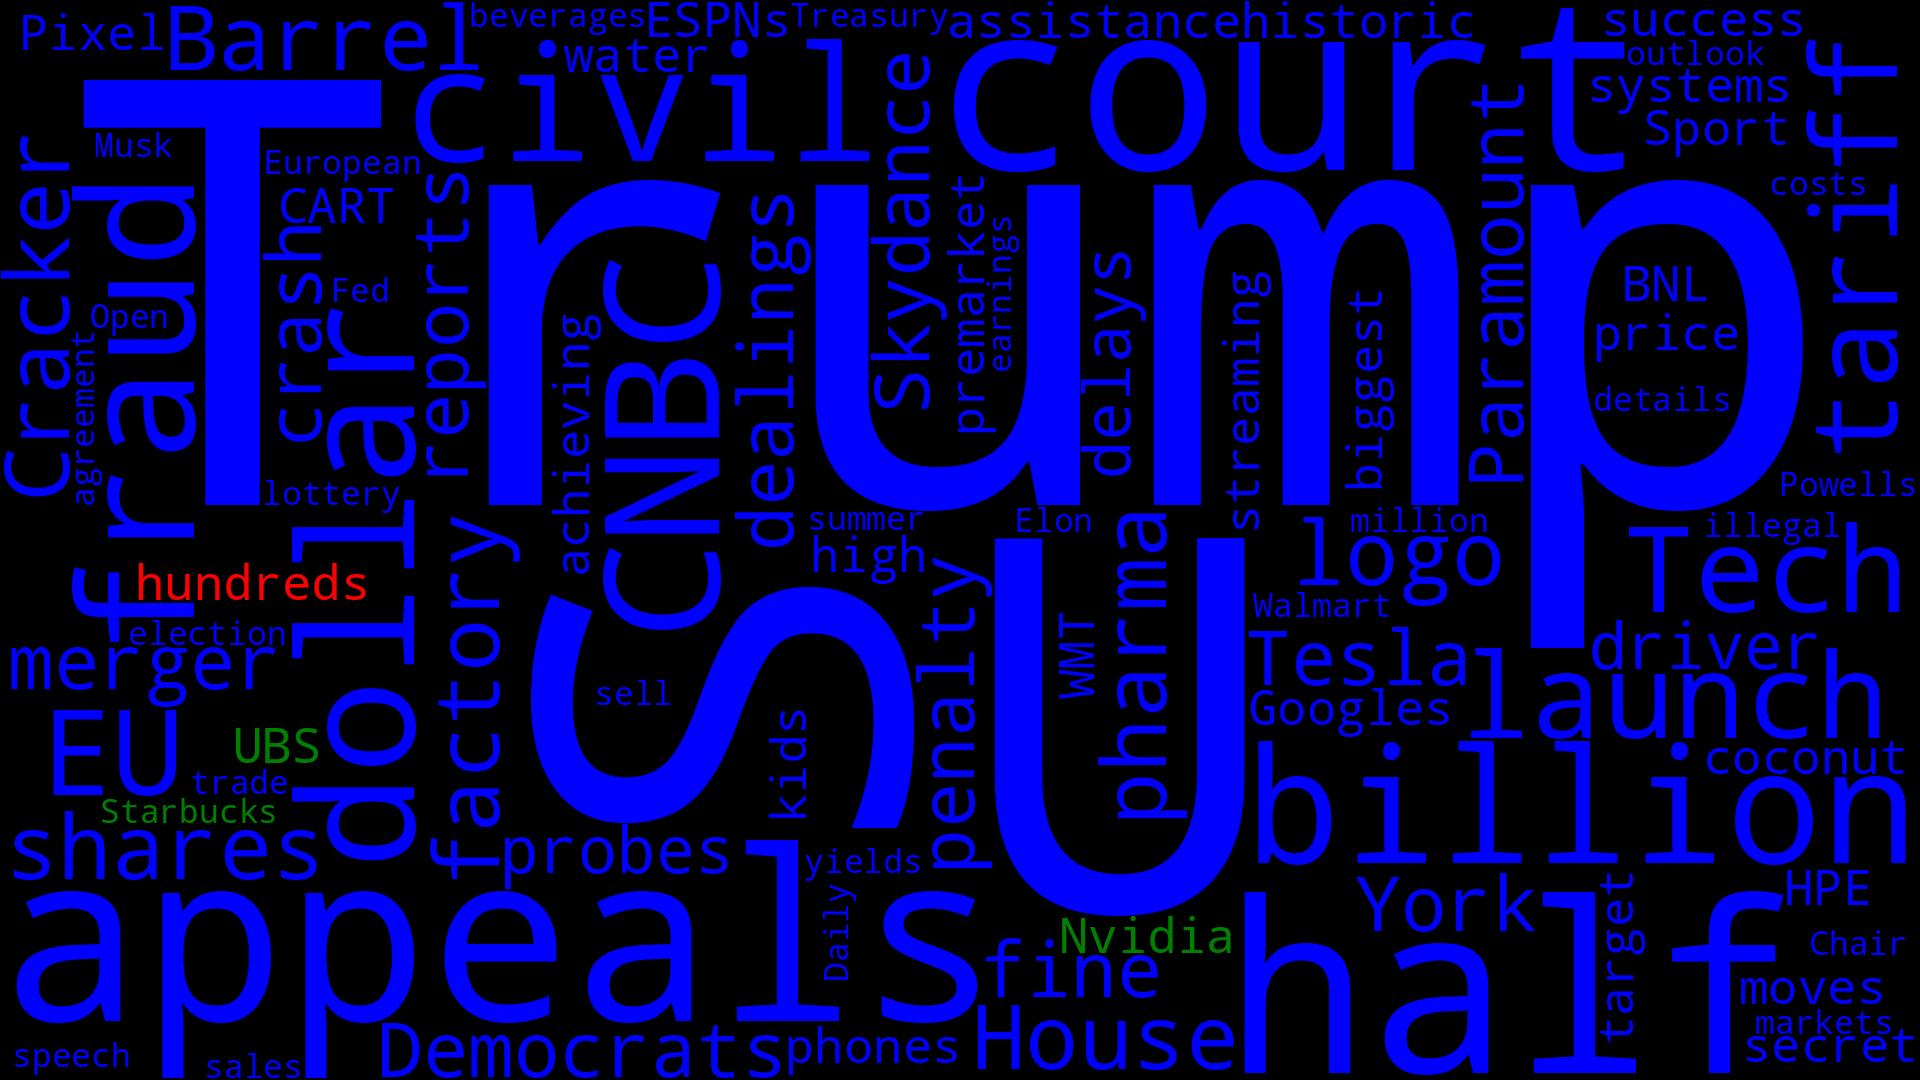 Pixel
Barrel
beverages
ESPNs
Treasury
assistance
historic
success
water
civil
court
outlook
systems
Sport
tariff
Musk
European
CART
Trump
Cracker
fraud
crash
Fed
Open
agreement
lottery
reports
dollar
achieving
CNBC
dealings
Skydance
premarket
earnings
delays
streaming
biggest
Paramount
BNL
price
details
costs
Powells
hundreds
election
merger
EU
UBS
trade
Starbucks
shares
factory
summer
high
Elon
million
illegal
logo
Tech
sell
kids
US
penalty
WMT
pharma
Walmart
Tesla
driver
Googles
launch
coconut
billion
probes
yields
Daily
appeals
Nvidia
fine
York
target
half
HPE
Chair
moves
markets
secret
speech
sales
Democrats
phones
House